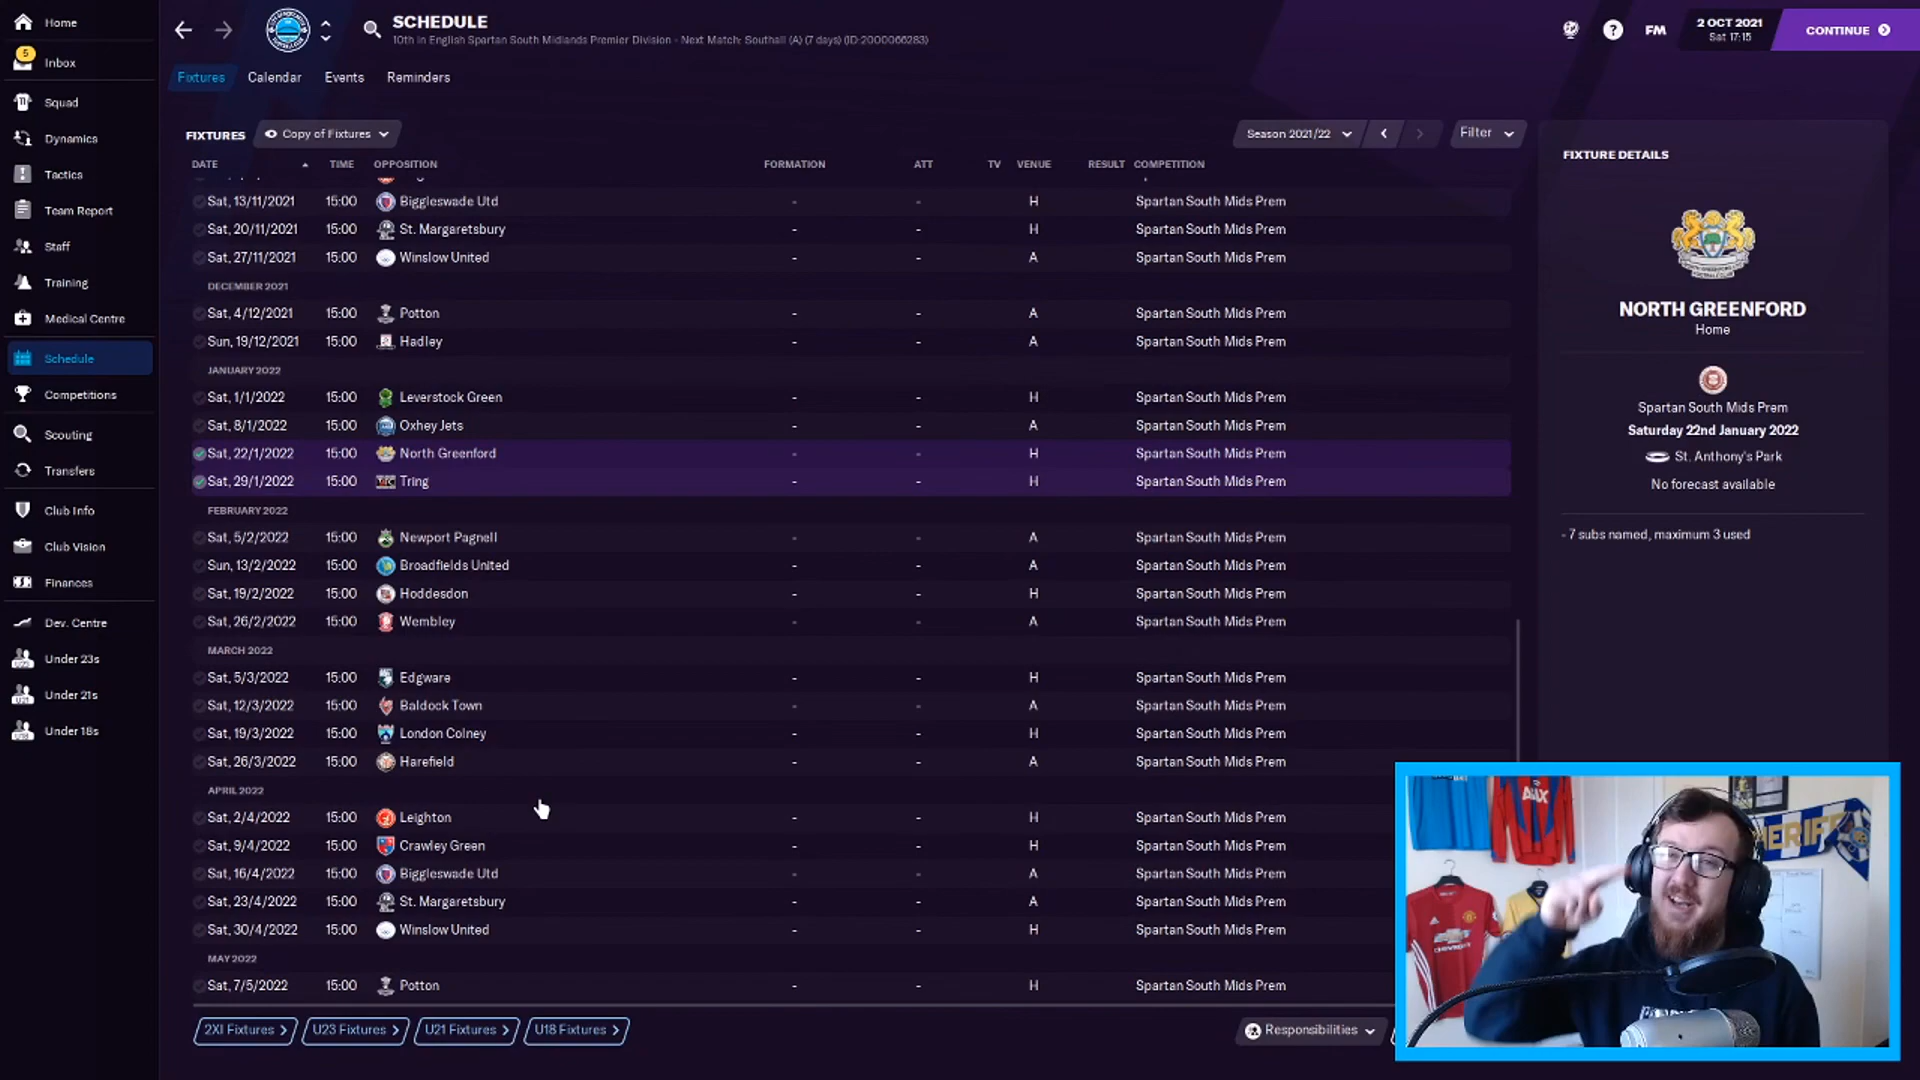 Home
5
Inbox
Squad
Dynamics
Tactics
Team Report
Staff
Training
Medical Centre
Schedule
Competitions
Scouting
Transfers
Club Info
Club Vision
Finances
Dev. Centre
Under 23s
Under 21s
Under 18s
SCHEDULE
10th in English Spartan South Midlands Premier Division - Next Match: Southall (A) (7 days) (ID:2000066283)
FM
2 OCT 2021
Sat 17:15
CONTINUE
Fixtures Calendar Events Reminders
FIXTURES Copy of Fixtures Season 2021/22 Filter
DATE TIME OPPOSITION FORMATION ATT TV VENUE RESULT COMPETITION
Sat, 13/11/2021 15:00 Biggleswade Utd - - H Spartan South Mids Prem
Sat, 20/11/2021 15:00 St. Margaretsbury - - H Spartan South Mids Prem
Sat, 27/11/2021 15:00 Winslow United - - A Spartan South Mids Prem
DECEMBER 2021
Sat, 4/12/2021 15:00 Potton - - A Spartan South Mids Prem
Sun, 19/12/2021 15:00 Hadley - - A Spartan South Mids Prem
JANUARY 2022
Sat, 1/1/2022 15:00 Leverstock Green - - H Spartan South Mids Prem
Sat, 8/1/2022 15:00 Oxhey Jets - - A Spartan South Mids Prem
Sat, 22/1/2022 15:00 North Greenford - - H Spartan South Mids Prem
Sat, 29/1/2022 15:00 Tring - - H Spartan South Mids Prem
FEBRUARY 2022
Sat, 5/2/2022 15:00 Newport Pagnell - - A Spartan South Mids Prem
Sun, 13/2/2022 15:00 Broadfields United - - A Spartan South Mids Prem
Sat, 19/2/2022 15:00 Hoddesdon - - H Spartan South Mids Prem
Sat, 26/2/2022 15:00 Wembley - - A Spartan South Mids Prem
MARCH 2022
Sat, 5/3/2022 15:00 Edgware - - H Spartan South Mids Prem
Sat, 12/3/2022 15:00 Baldock Town - - A Spartan South Mids Prem
Sat, 19/3/2022 15:00 London Colney - - H Spartan South Mids Prem
Sat, 26/3/2022 15:00 Harefield - - A Spartan South Mids Prem
APRIL 2022
Sat, 2/4/2022 15:00 Leighton - - H Spartan South Mids Prem
Sat, 9/4/2022 15:00 Crawley Green - - H Spartan South Mids Prem
Sat, 16/4/2022 15:00 Biggleswade Utd - - A Spartan South Mids Prem
Sat, 23/4/2022 15:00 St. Margaretsbury - - A Spartan South Mids Prem
Sat, 30/4/2022 15:00 Winslow United - - H Spartan South Mids Prem
MAY 2022
Sat, 7/5/2022 15:00 Potton - - H Spartan South Mids Prem
2XI Fixtures U23 Fixtures U21 Fixtures U18 Fixtures Responsibilities
FIXTURE DETAILS
NORTH GREENFORD
Home
Spartan South Mids Prem
Saturday 22nd January 2022
St. Anthony's Park
No forecast available
- 7 subs named, maximum 3 used
AJAX
SHERIFF
CHEVROLET